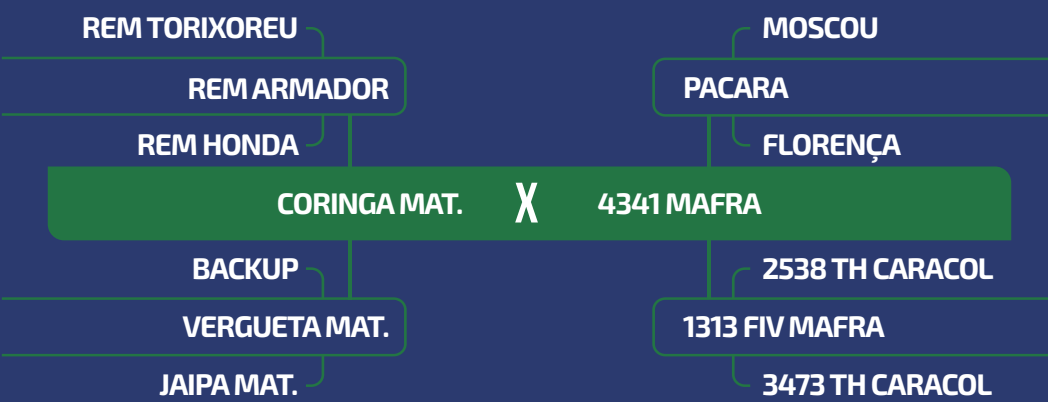 REM TORIXOREU
MOSCOU
REM ARMADOR
PACARA
REM HONDA
FLORENÇA
CORINGA MAT. X 4341 MAFRA
BACKUP
2538 TH CARACOL
VERGUETA MAT.
1313 FIV MAFRA
JAIPA MAT.
3473 TH CARACOL